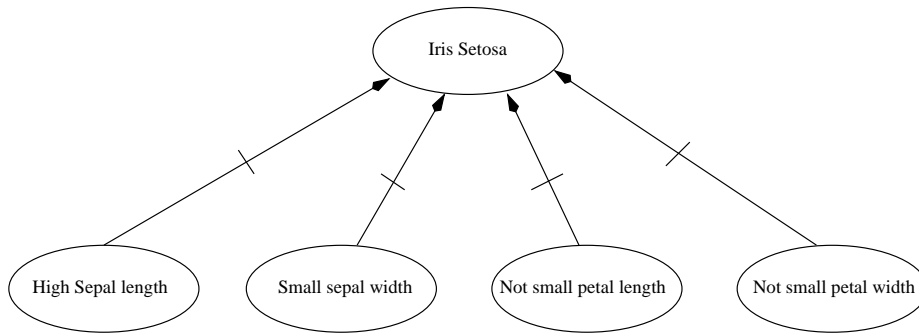 Iris Setosa
High Sepal length
Small sepal width
Not small petal length
Not small petal width